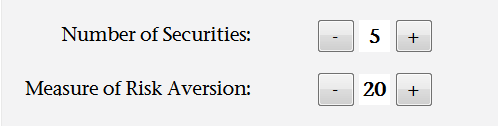 Number of Securities: - 5 +
Measure of Risk Aversion: - 20 +